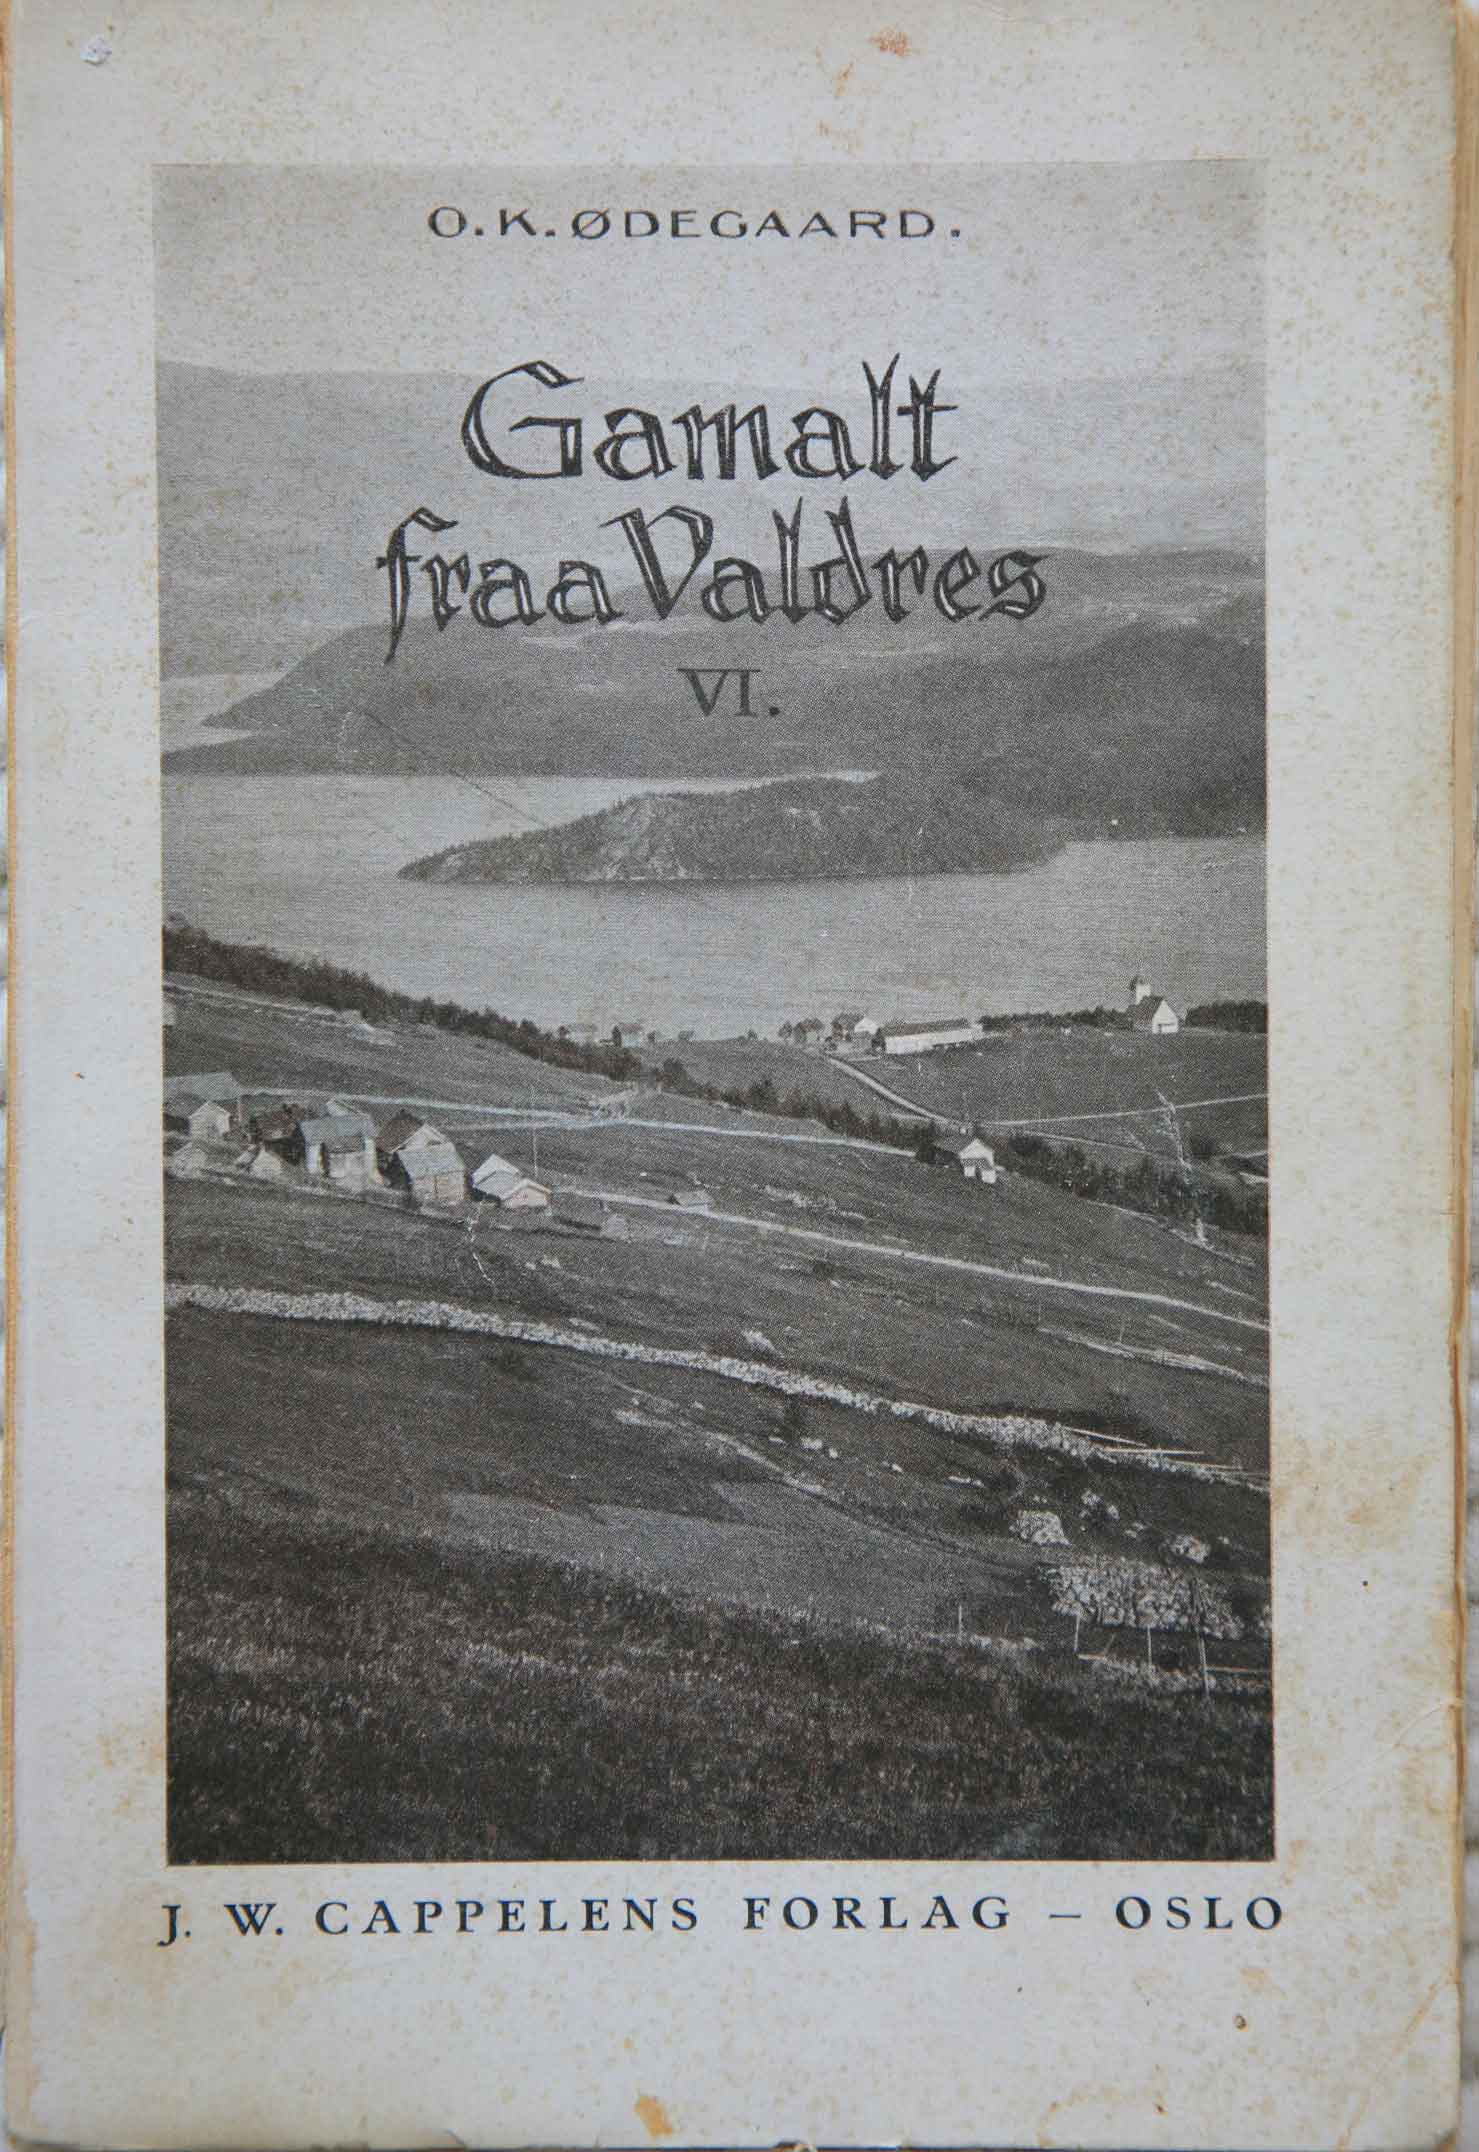 O. K. ØDEGAARD.
Gamalt
fraa Valdres
VI.
J. W. CAPPELENS FORLAG – OSLO